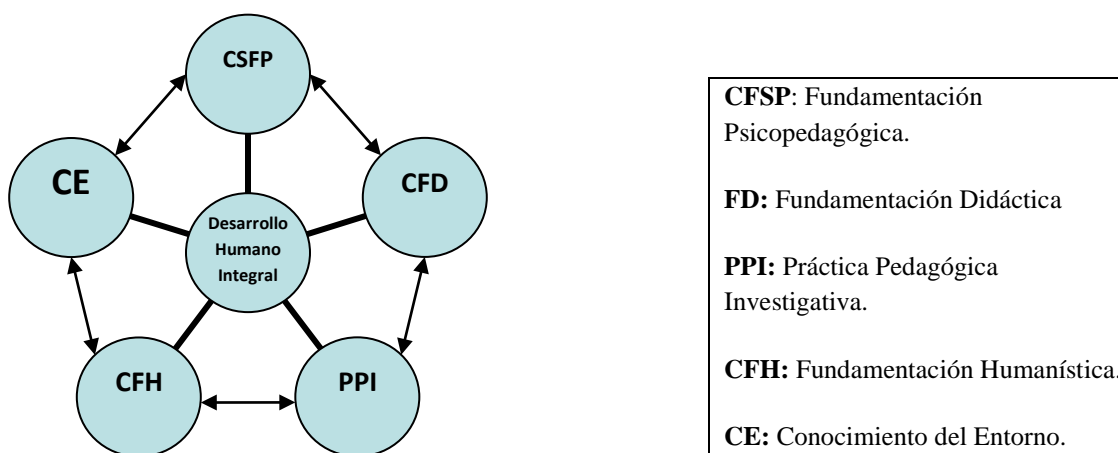 CSFP
CE
CFD
Desarrollo
Humano
Integral
CFH
PPI
CFSP: Fundamentación
Psicopedagógica.
FD: Fundamentación Didáctica
PPI: Práctica Pedagógica
Investigativa.
CFH: Fundamentación Humanística.
CE: Conocimiento del Entorno.